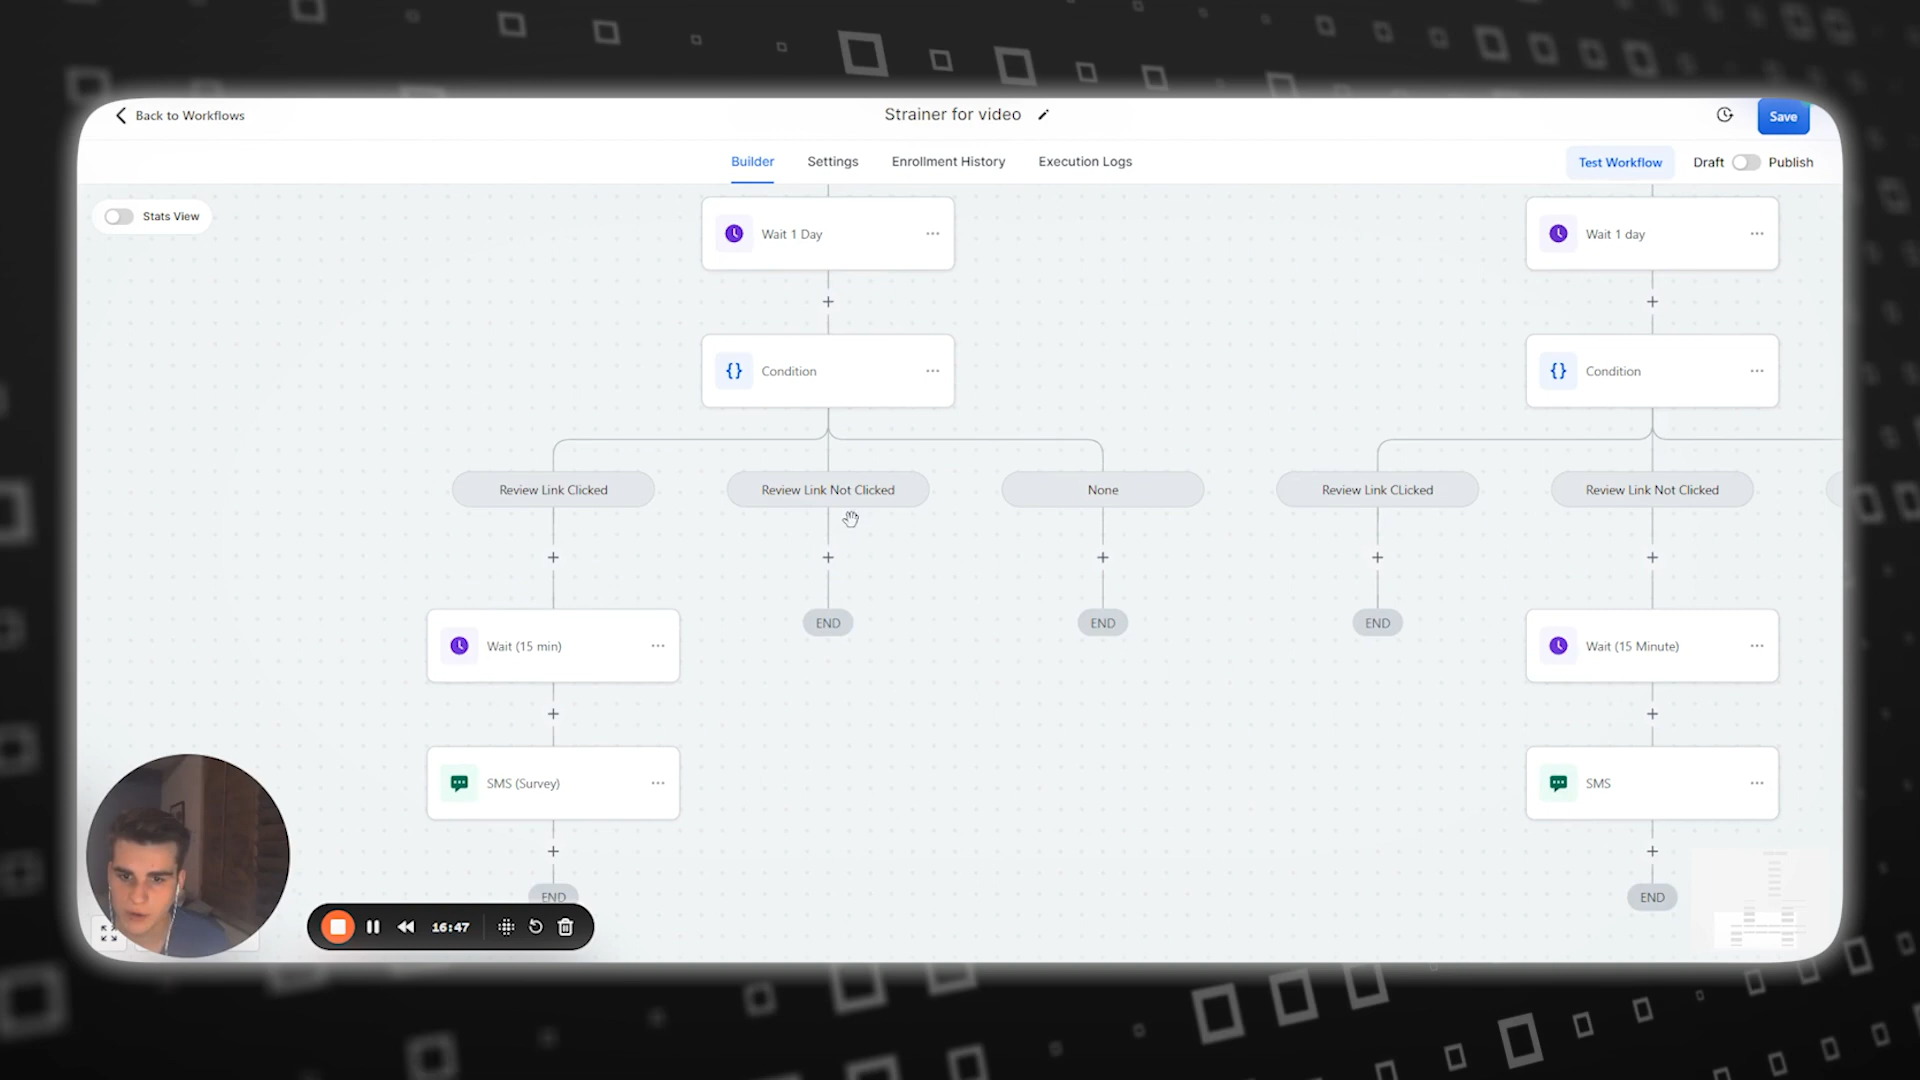 Back to Workflows
Strainer for video
Save
Builder
Settings
Enrollment History
Execution Logs
Test Workflow
Draft
Publish
Stats View
Wait 1 Day
Wait 1 day
Condition
Condition
Review Link Clicked
Review Link Not Clicked
None
Review Link CLicked
Review Link Not Clicked
END
END
END
Wait (15 min)
Wait (15 Minute)
SMS (Survey)
SMS
END
END
16:47